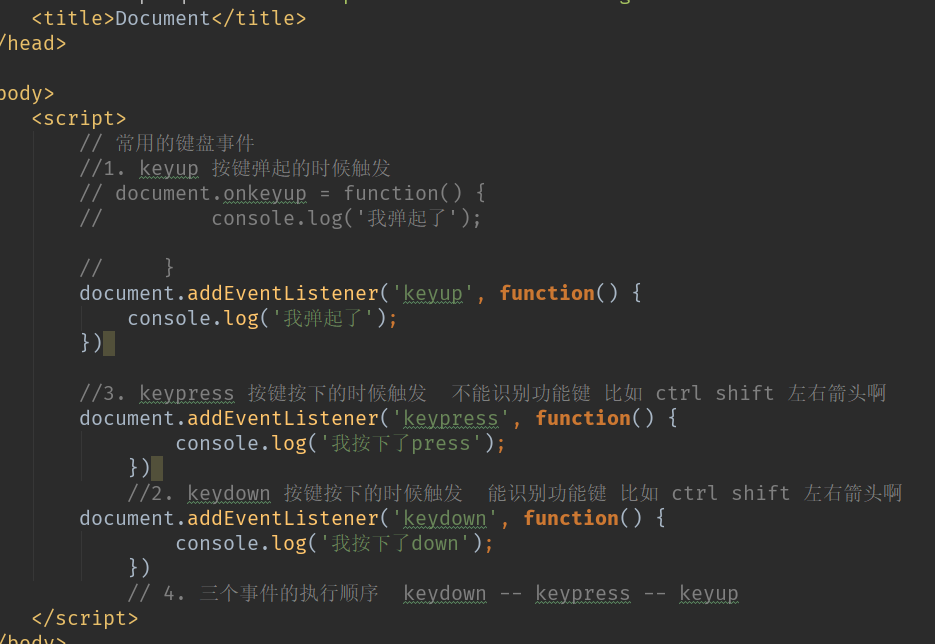 <title>Document</title>
/head>
body>
<script>
// 常用的键盘事件
//1. keyup 按键弹起的时候触发
// document.onkeyup = function() {
//         console.log('我弹起了');
//     }
document.addEventListener('keyup', function() {
console.log('我弹起了');
})
//3. keypress 按键按下的时候触发  不能识别功能键 比如 ctrl shift 左右箭头啊
document.addEventListener('keypress', function() {
console.log('我按下了press');
})
//2. keydown 按键按下的时候触发  能识别功能键 比如 ctrl shift 左右箭头啊
document.addEventListener('keydown', function() {
console.log('我按下了down');
})
// 4. 三个事件的执行顺序  keydown -- keypress -- keyup
</script>
/body>